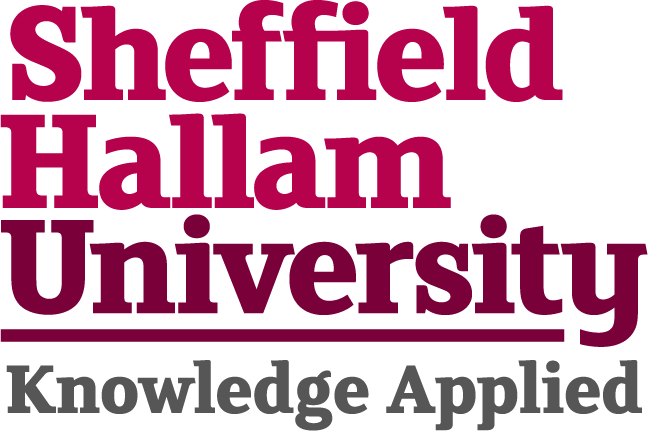 Sheffield
Hallam
University
Knowledge Applied